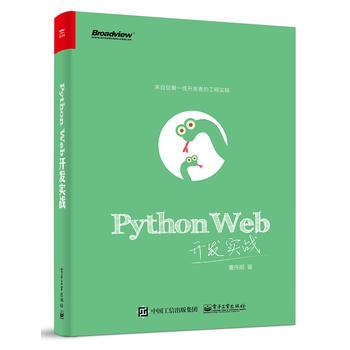 Broadview®
来自豆瓣一线开发者的工程实践
Python Web
开发实战
董伟明 著
中国工信出版集团
电子工业出版社
Python Web开发实战